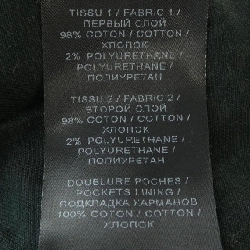 TISSU 1 / FABRIC 1 /
ПЕРВЫЙ СЛОЙ
98% COTON / COTTON /
ХЛОПОК
2% POLYURETHANE /
POLYURETHANE /
ПОЛИУРЕТАН
TISSU 2 / FABRIC 2 /
ВТОРОЙ СЛОЙ
98% COTON / COTTON /
ХЛОПОК
2% POLYURETHANE /
POLYURETHANE /
ПОЛИУРЕТАН
DOUBLURE POCHES /
POCKETS LINING /
ПОДКЛАДКА КАРМАНОВ
100% COTON / COTTON /
ХЛОПОК